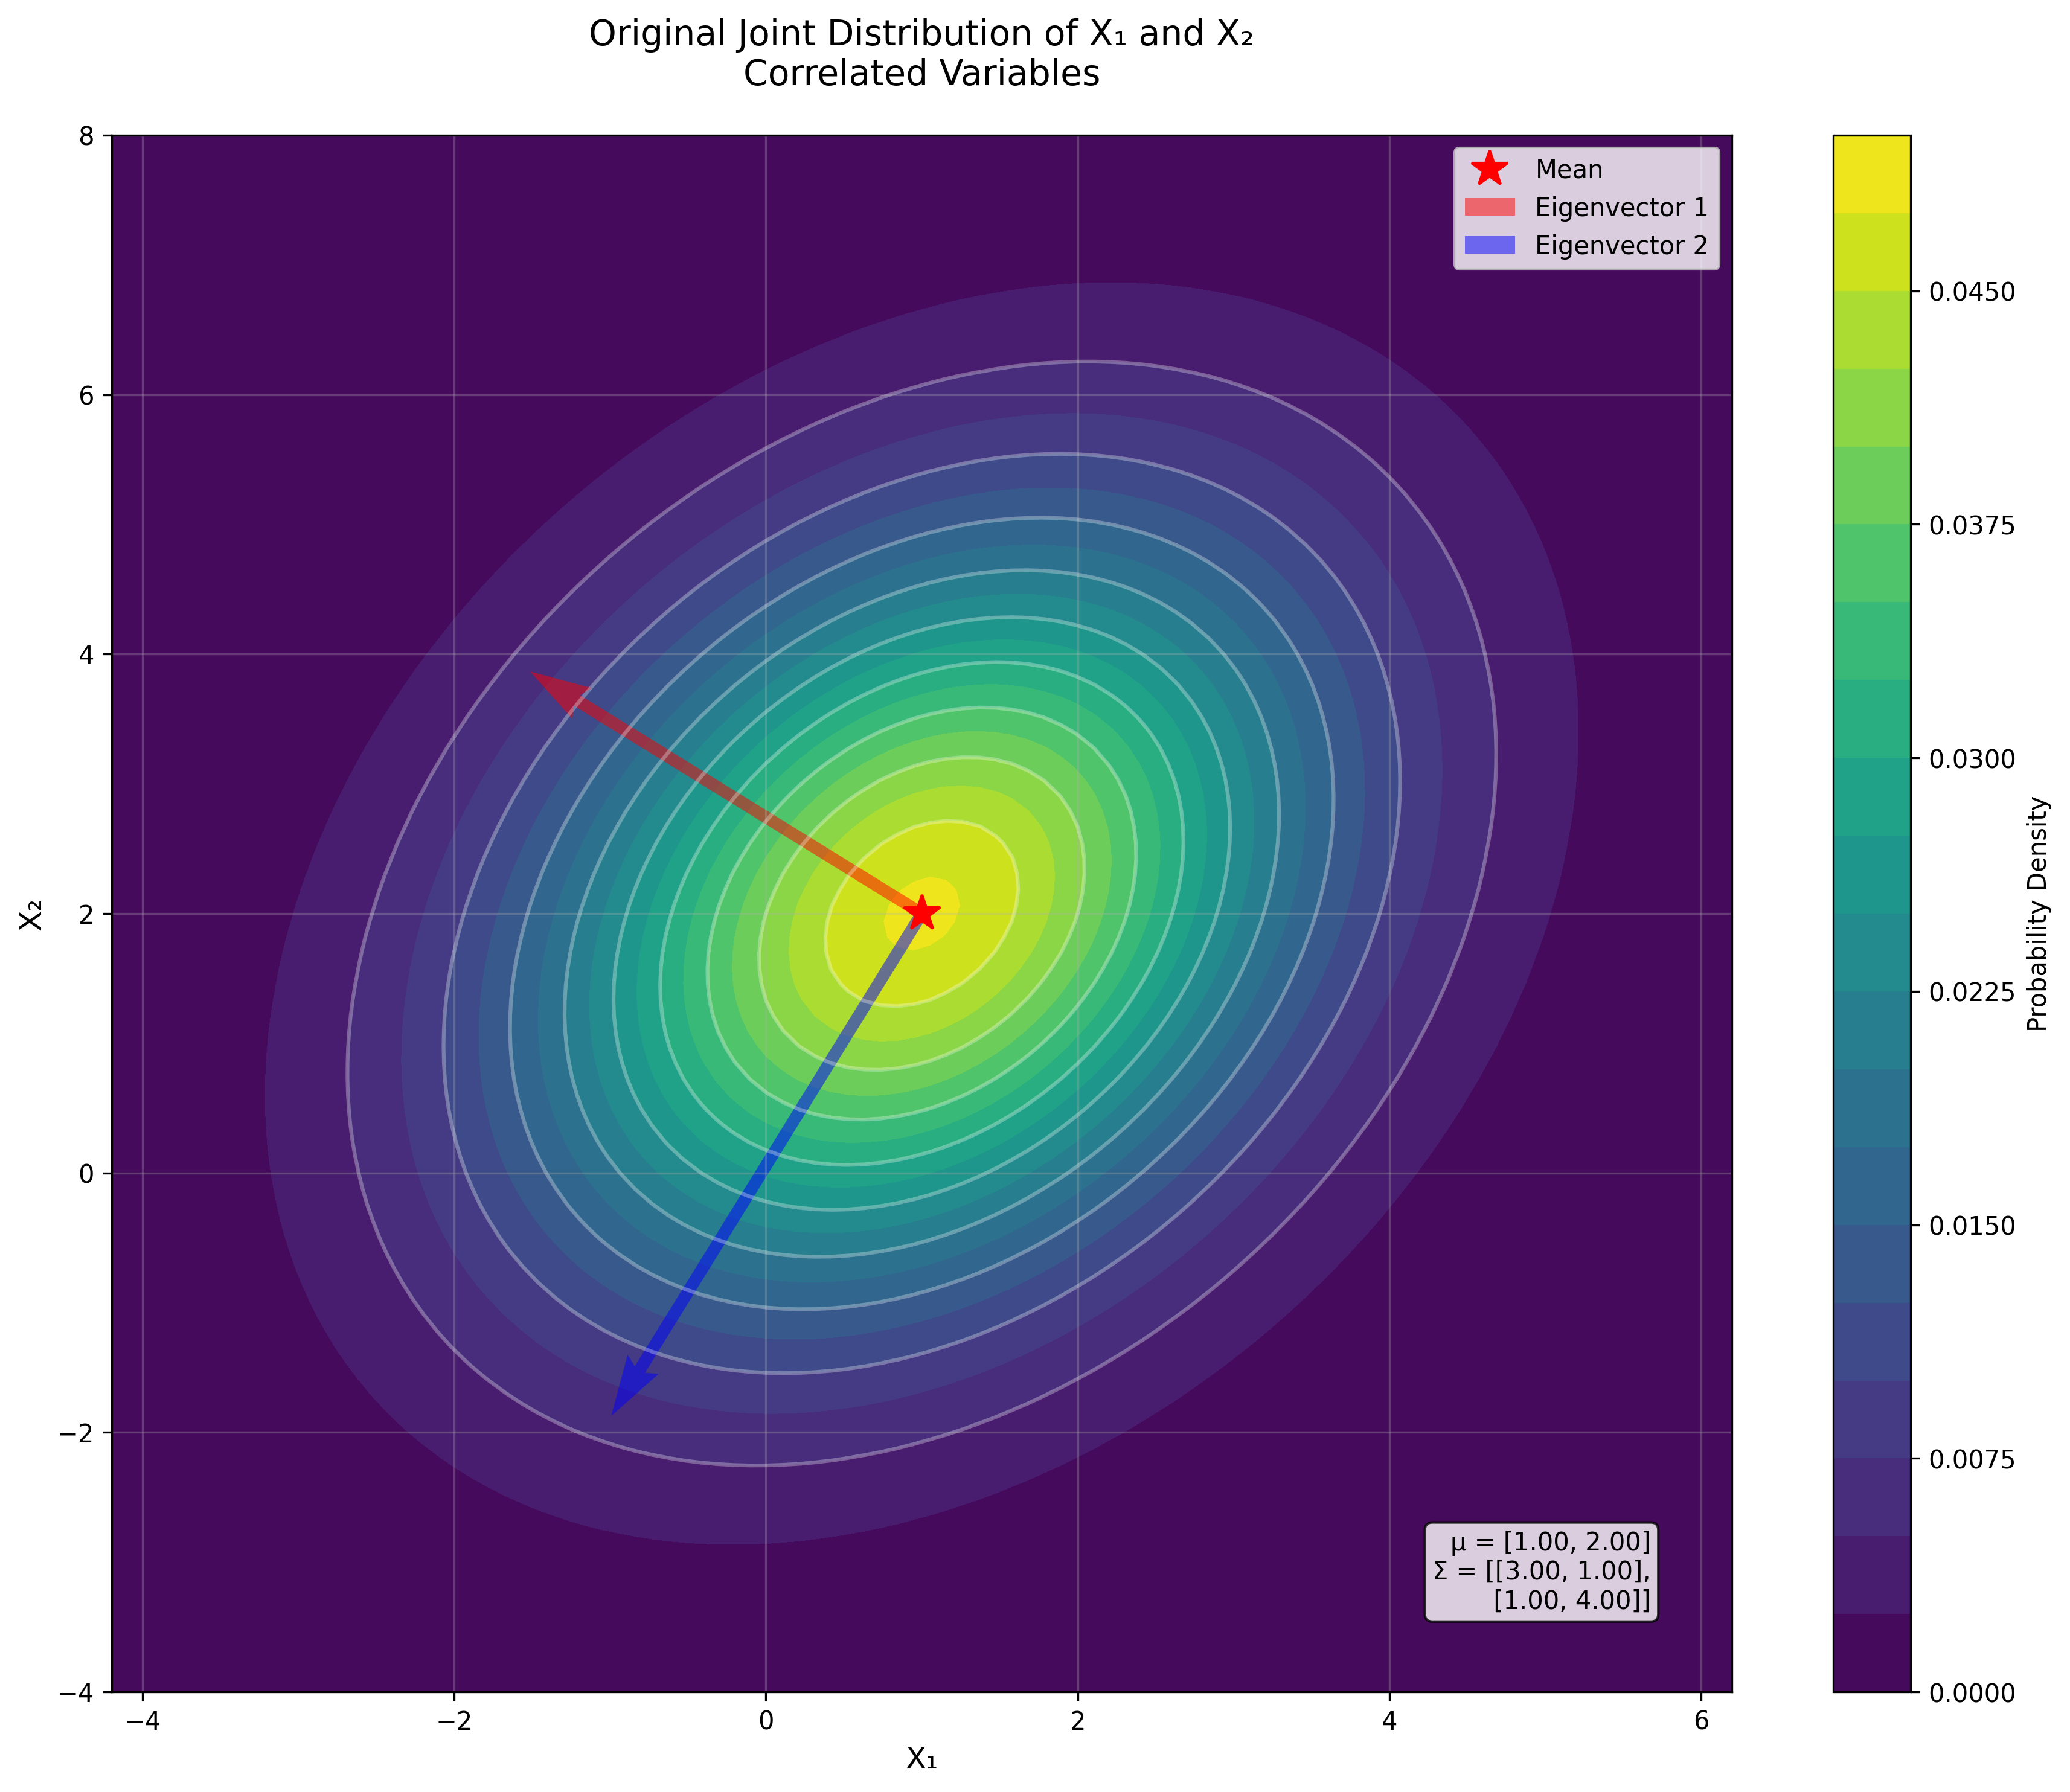 Original Joint Distribution of X₁ and X₂
Correlated Variables
8
6
4
2
0
−2
−4
X₂
−4
−2
0
2
4
6
X₁
Mean
Eigenvector 1
Eigenvector 2
μ = [1.00, 2.00]
Σ = [[3.00, 1.00],
[1.00, 4.00]]
0.0450
0.0375
0.0300
0.0225
0.0150
0.0075
0.0000
Probability Density